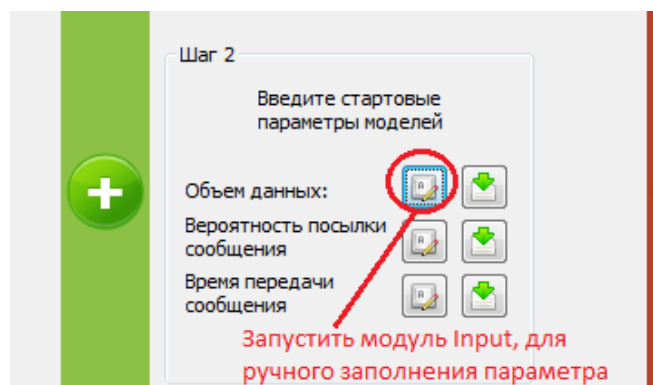 Шаг 2
Введите стартовые
параметры моделей
Объем данных:
Вероятность посылки
сообщения
Время передачи
сообщения
Запустить модуль Input, для
ручного заполнения параметра